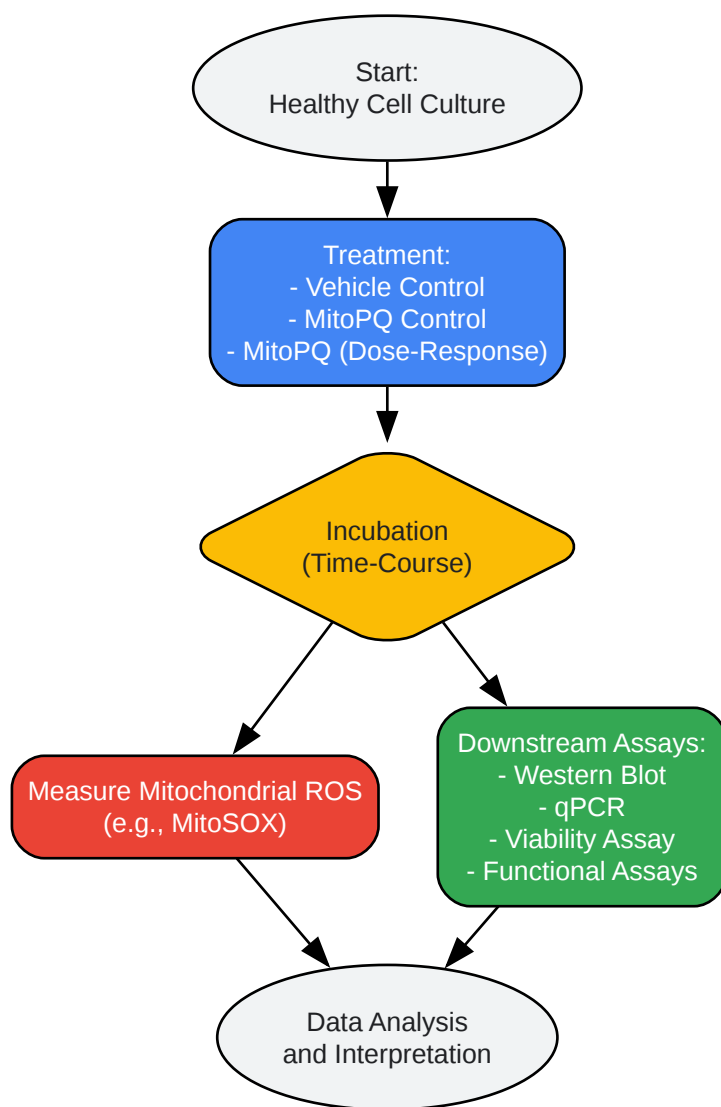 Start:
Healthy Cell Culture
Treatment:
- Vehicle Control
- MitoPQ Control
- MitoPQ (Dose-Response)
Incubation
(Time-Course)
Measure Mitochondrial ROS
(e.g., MitoSOX)
Downstream Assays:
- Western Blot
- qPCR
- Viability Assay
- Functional Assays
Data Analysis
and Interpretation